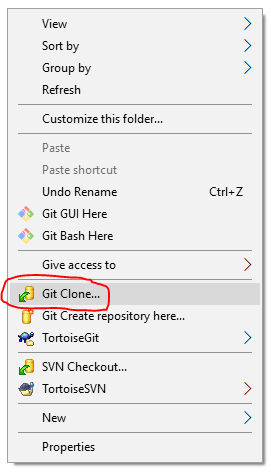 View
Sort by
Group by
Refresh
Customize this folder...
Paste
Paste shortcut
Undo Rename Ctrl+Z
Git GUI Here
Git Bash Here
Give access to
Git Clone...
Git Create repository here...
TortoiseGit
SVN Checkout...
TortoiseSVN
New
Properties